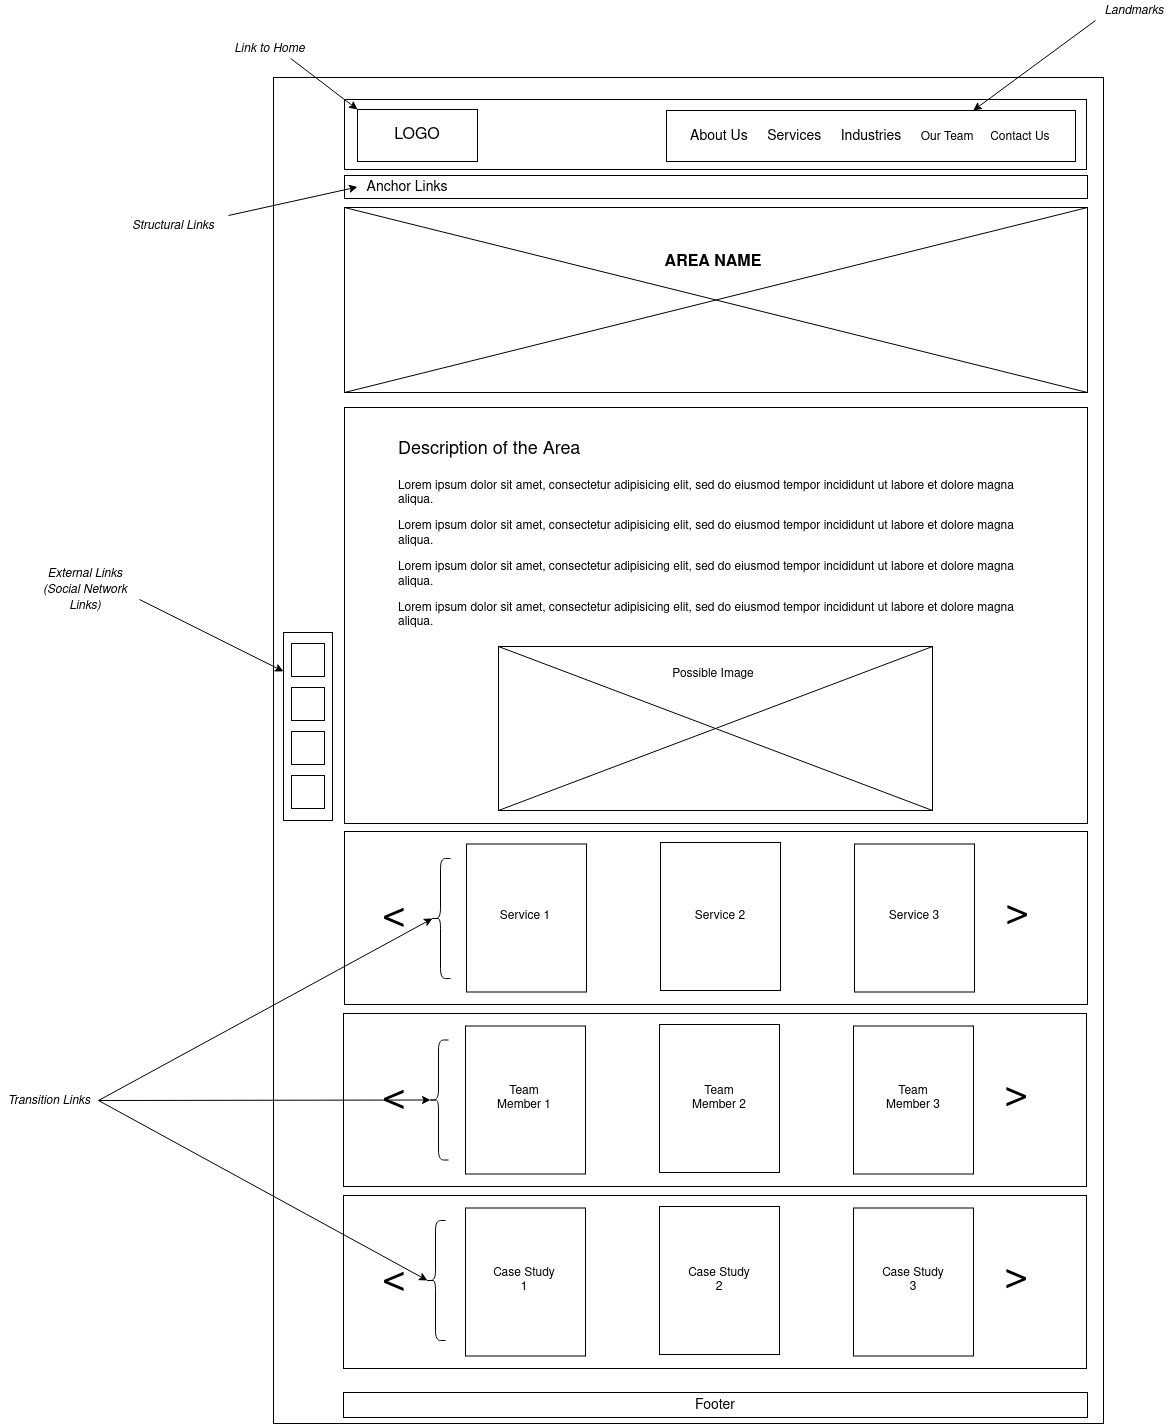 Landmarks
Link to Home
LOGO
About Us Services Industries Our Team Contact Us
Anchor Links
Structural Links
AREA NAME
Description of the Area
Lorem ipsum dolor sit amet, consectetur adipisicing elit, sed do eiusmod tempor incididunt ut labore et dolore magna
aliqua.
Lorem ipsum dolor sit amet, consectetur adipisicing elit, sed do eiusmod tempor incididunt ut labore et dolore magna
aliqua.
Lorem ipsum dolor sit amet, consectetur adipisicing elit, sed do eiusmod tempor incididunt ut labore et dolore magna
aliqua.
Lorem ipsum dolor sit amet, consectetur adipisicing elit, sed do eiusmod tempor incididunt ut labore et dolore magna
aliqua.
External Links
(Social Network
Links)
Possible Image
< Service 1 Service 2 Service 3 >
Transition Links
<
Team
Member 1
Team
Member 2
Team
Member 3
>
<
Case Study
1
Case Study
2
Case Study
3
>
Footer